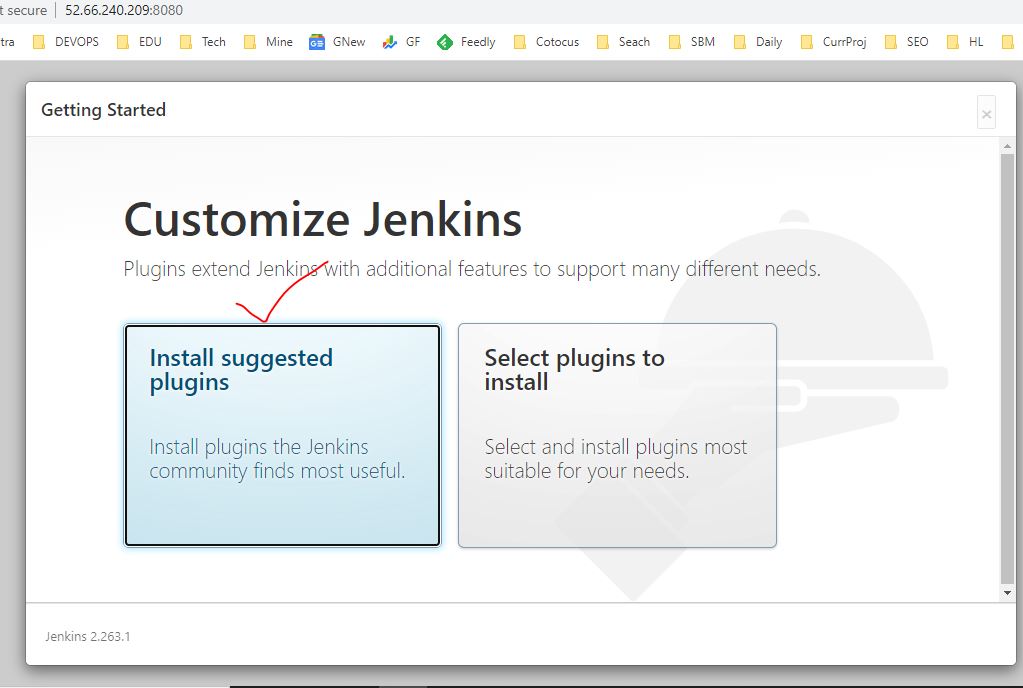 t secure 52.66.240.209:8080
tra DEVOPS EDU Tech Mine GNew GF Feedly Cotocus Seach SBM Daily CurrProj SEO HL
Getting Started
×
Customize Jenkins
Plugins extend Jenkins with additional features to support many different needs.
Install suggested
plugins
Install plugins the Jenkins
community finds most useful.
Select plugins to
install
Select and install plugins most
suitable for your needs.
Jenkins 2.263.1